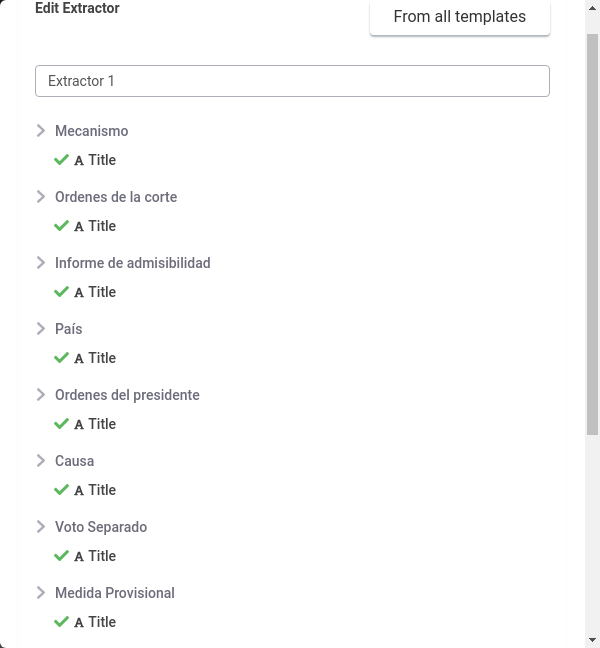 Edit Extractor
From all templates
Extractor 1
Mecanismo
A Title
Ordenes de la corte
A Title
Informe de admisibilidad
A Title
País
A Title
Ordenes del presidente
A Title
Causa
A Title
Voto Separado
A Title
Medida Provisional
A Title